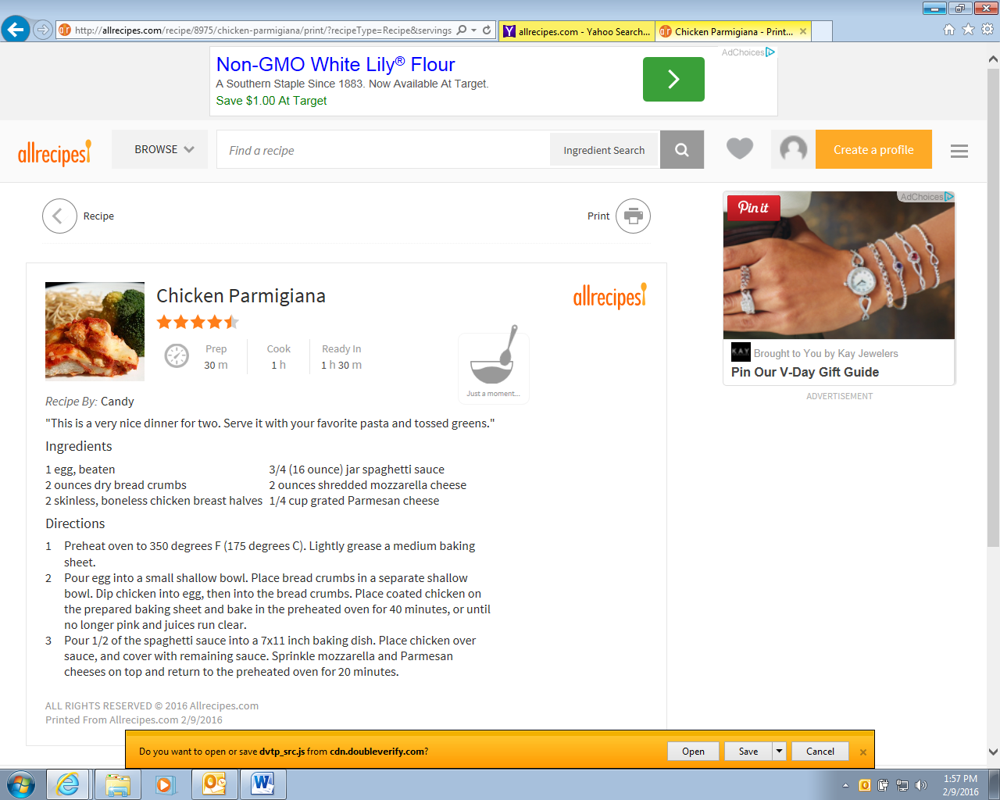 http://allrecipes.com/recipe/8975/chicken-parmigiana/print/?recipeType=Recipe&servings
allrecipes.com - Yahoo Search...
Chicken Parmigiana - Print...
Non-GMO White Lily® Flour
AdChoices
A Southern Staple Since 1883. Now Available At Target.
Save $1.00 At Target
allrecipes
BROWSE
Find a recipe
Ingredient Search
Create a profile
Recipe
Print
AdChoices
Pin it
Chicken Parmigiana
allrecipes
Prep
Cook
Ready In
30 m
1 h
1 h 30 m
Just a moment...
KAY
Brought to You by Kay Jewelers
Pin Our V-Day Gift Guide
ADVERTISEMENT
Recipe By: Candy
"This is a very nice dinner for two. Serve it with your favorite pasta and tossed greens."
Ingredients
1 egg, beaten
2 ounces dry bread crumbs
2 skinless, boneless chicken breast halves
3/4 (16 ounce) jar spaghetti sauce
2 ounces shredded mozzarella cheese
1/4 cup grated Parmesan cheese
Directions
1 Preheat oven to 350 degrees F (175 degrees C). Lightly grease a medium baking
sheet.
2 Pour egg into a small shallow bowl. Place bread crumbs in a separate shallow
bowl. Dip chicken into egg, then into the bread crumbs. Place coated chicken on
the prepared baking sheet and bake in the preheated oven for 40 minutes, or until
no longer pink and juices run clear.
3 Pour 1/2 of the spaghetti sauce into a 7x11 inch baking dish. Place chicken over
sauce, and cover with remaining sauce. Sprinkle mozzarella and Parmesan
cheeses on top and return to the preheated oven for 20 minutes.
ALL RIGHTS RESERVED © 2016 Allrecipes.com
Printed From Allrecipes.com 2/9/2016
Do you want to open or save dvtp_src.js from cdn.doubleverify.com?
Open
Save
Cancel
1:57 PM
2/9/2016